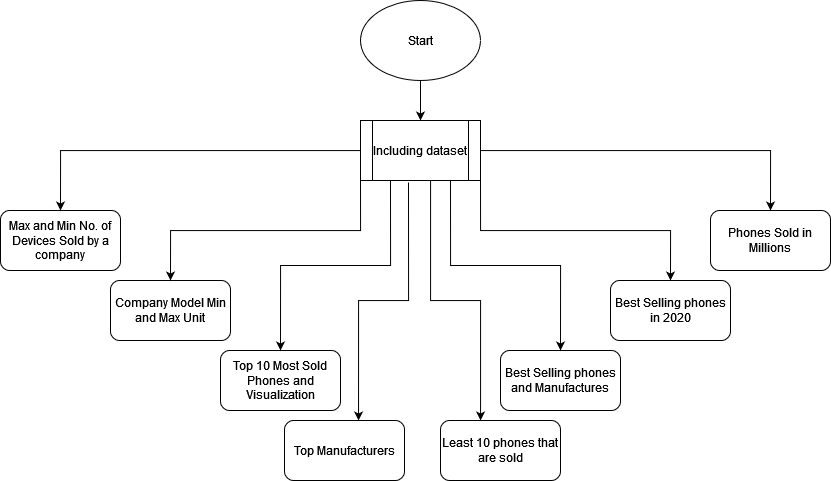 Start
Including dataset
Max and Min No. of
Devices Sold by a
company
Phones Sold in
Millions
Company Model Min
and Max Unit
Best Selling phones
in 2020
Top 10 Most Sold
Phones and
Visualization
Best Selling phones
and Manufactures
Top Manufacturers
Least 10 phones that
are sold